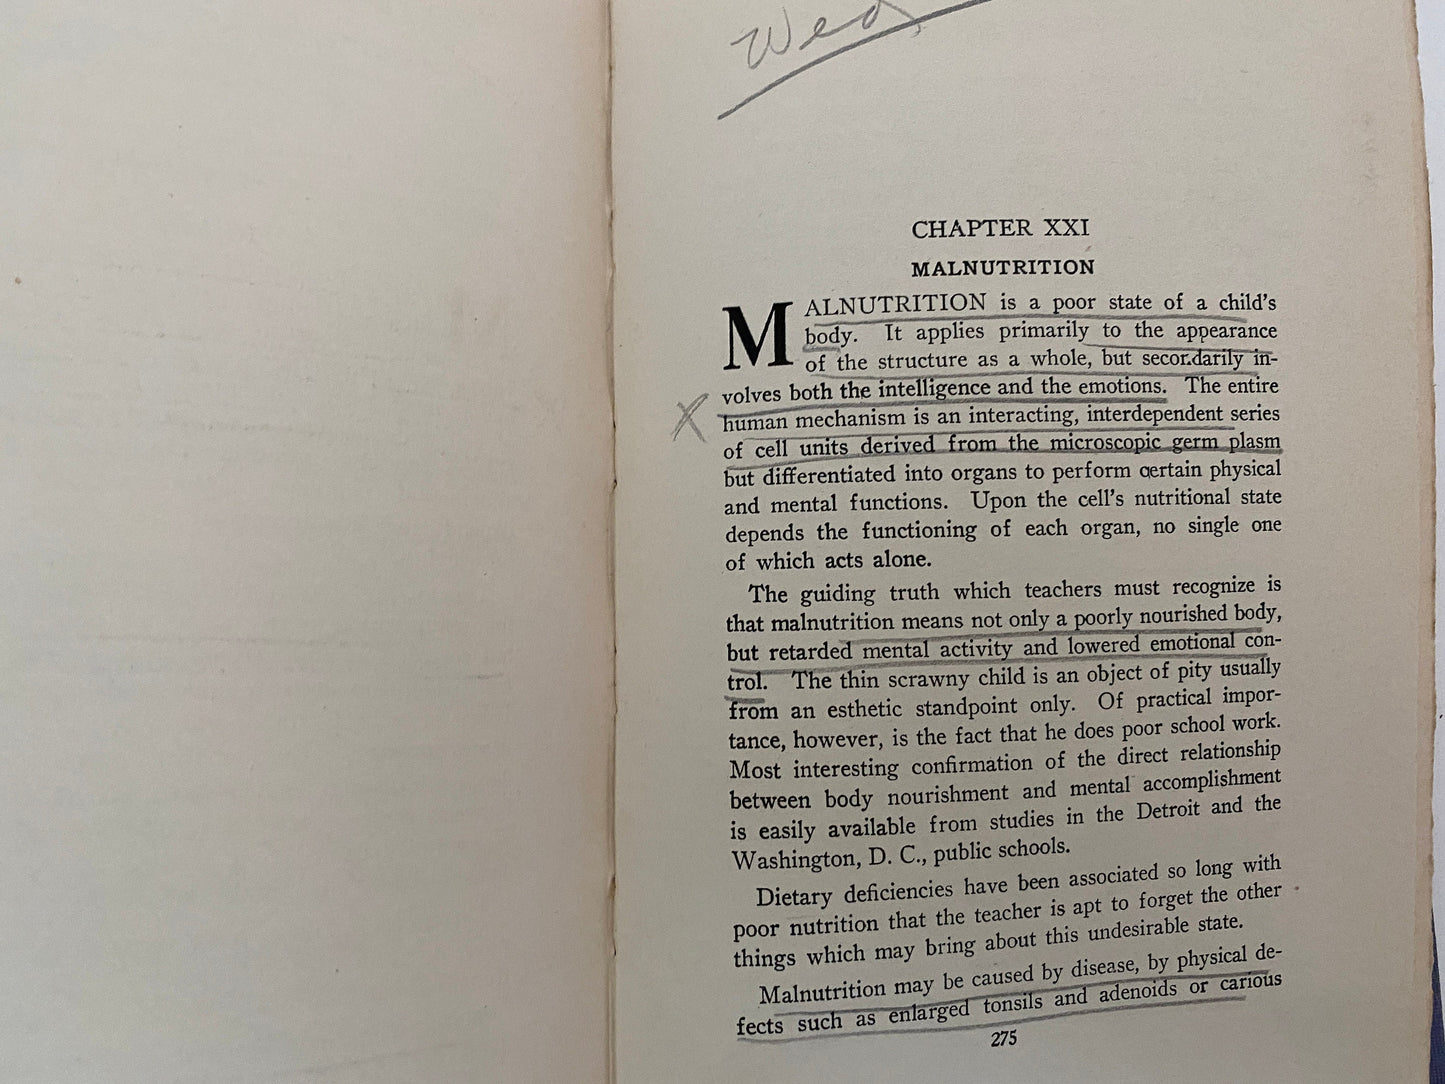 Wed.
CHAPTER XXI
MALNUTRITION
MALNUTRITION is a poor state of a child's
body. It applies primarily to the appearance
of the structure as a whole, but secondarily in-
volves both the intelligence and the emotions. The entire
X
human mechanism is an interacting, interdependent series
of cell units derived from the microscopic germ plasm
but differentiated into organs to perform certain physical
and mental functions. Upon the cell's nutritional state
depends the functioning of each organ, no single one
of which acts alone.
The guiding truth which teachers must recognize is
that malnutrition means not only a poorly nourished body,
but retarded mental activity and lowered emotional con-
trol. The thin scrawny child is an object of pity usually
from an esthetic standpoint only. Of practical impor-
tance, however, is the fact that he does poor school work.
Most interesting confirmation of the direct relationship
between body nourishment and mental accomplishment
is easily available from studies in the Detroit and the
Washington, D. C., public schools.
Dietary deficiencies have been associated so long with
poor nutrition that the teacher is apt to forget the other
things which may bring about this undesirable state.
Malnutrition may be caused by disease, by physical de-
fects such as enlarged tonsils and adenoids or carious
275